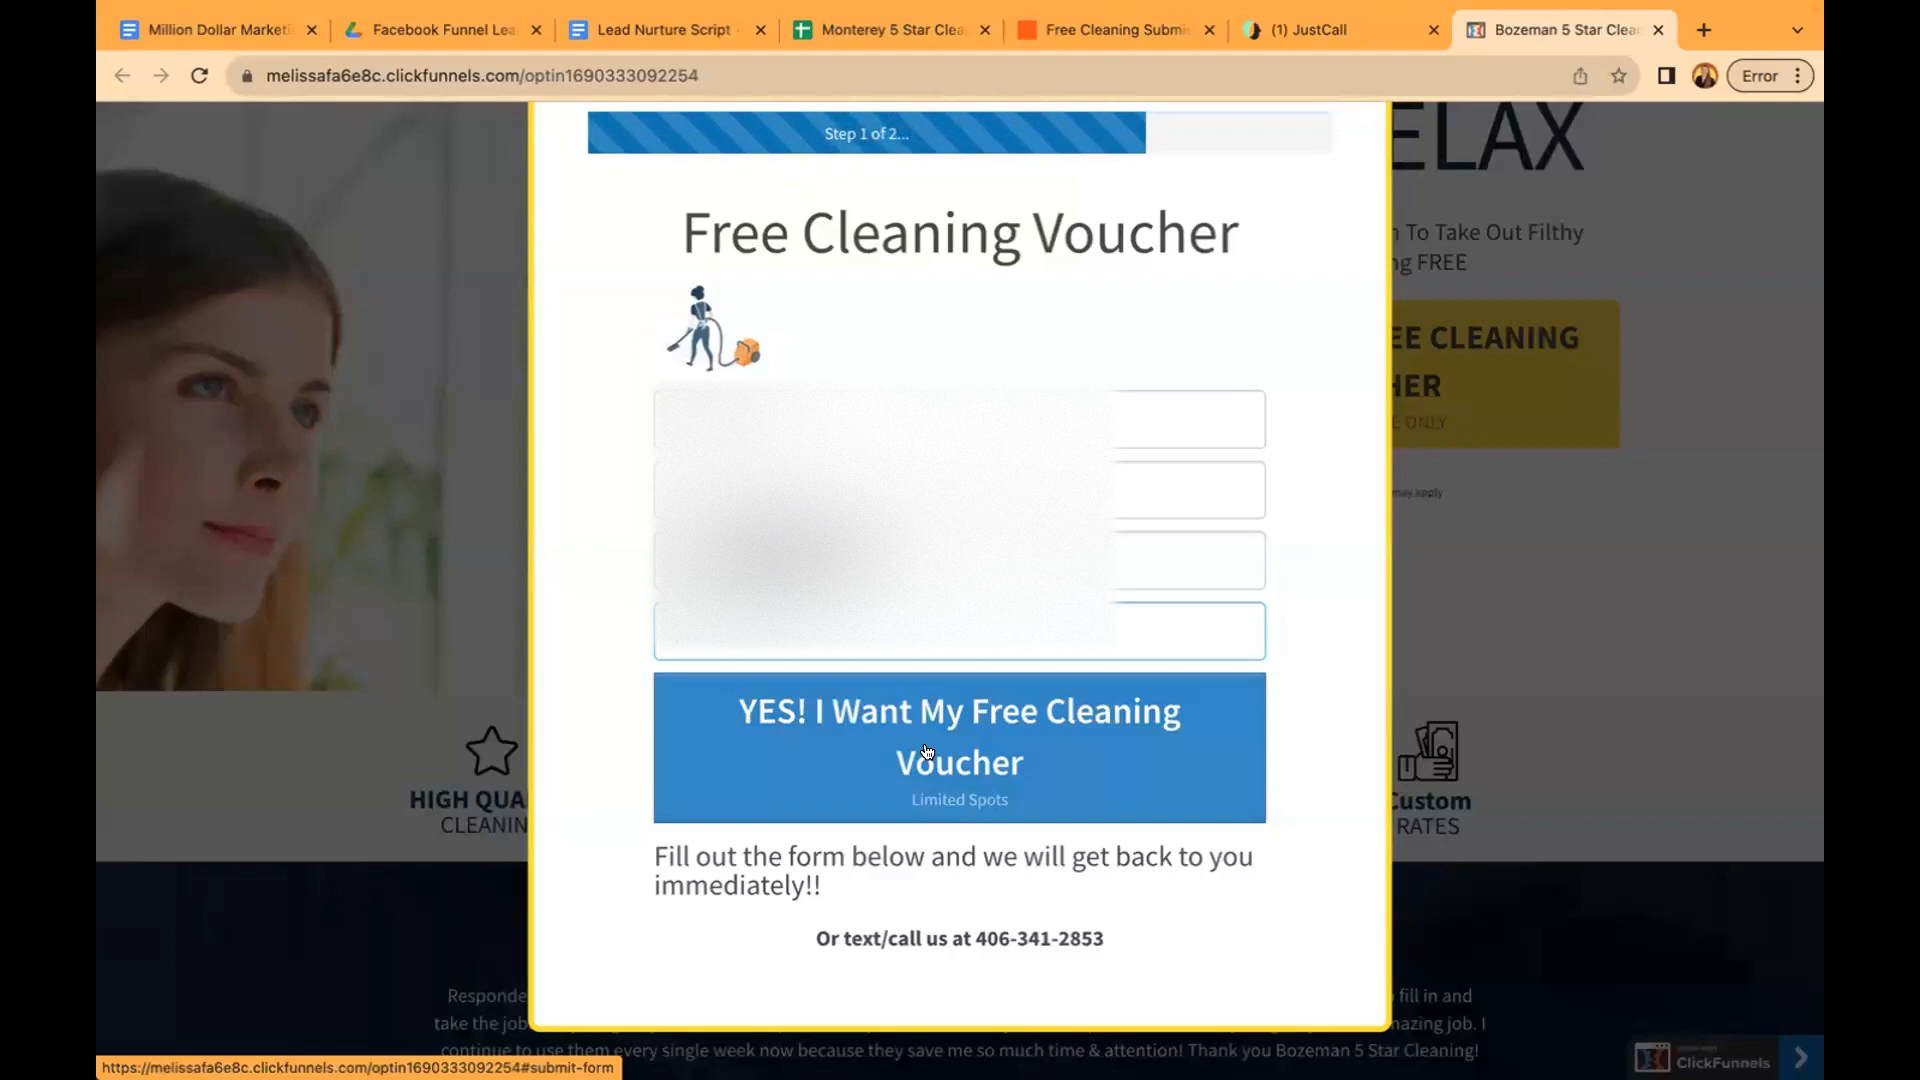 Million Dollar Marketi
Facebook Funnel Lea
Lead Nurture Script -
Monterey 5 Star Clea
Free Cleaning Submis
(1) JustCall
Bozeman 5 Star Clean
melissafa6e8c.clickfunnels.com/optin1690333092254
Error
Step 1 of 2...
ELAX
Free Cleaning Voucher
To Take Out Filthy
ng FREE
EE CLEANING
HER
E ONLY
may apply
YES! I Want My Free Cleaning
Voucher
Limited Spots
HIGH QUA
CLEANIN
Custom
RATES
Fill out the form below and we will get back to you
immediately!!
Or text/call us at 406-341-2853
Responde
fill in and
take the job
mazing job. I
continue to use them every single week now because they save me so much time & attention! Thank you Bozeman 5 Star Cleaning!
ClickFunnels
https://melissafa6e8c.clickfunnels.com/optin1690333092254#submit-form